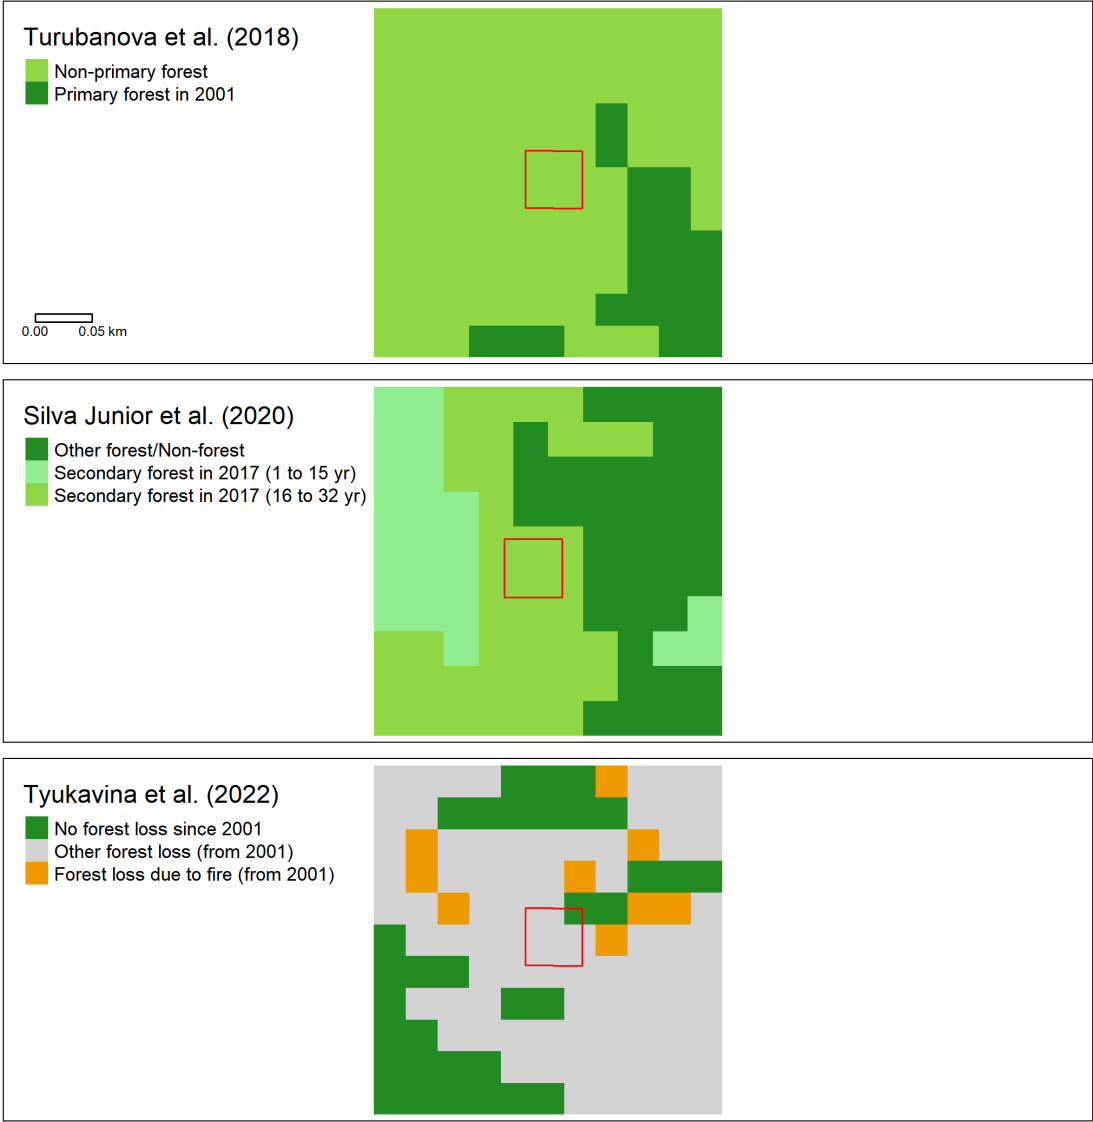 Turubanova et al. (2018)
Non-primary forest
Primary forest in 2001
0.00 0.05 km
Silva Junior et al. (2020)
Other forest/Non-forest
Secondary forest in 2017 (1 to 15 yr)
Secondary forest in 2017 (16 to 32 yr)
Tyukavina et al. (2022)
No forest loss since 2001
Other forest loss (from 2001)
Forest loss due to fire (from 2001)